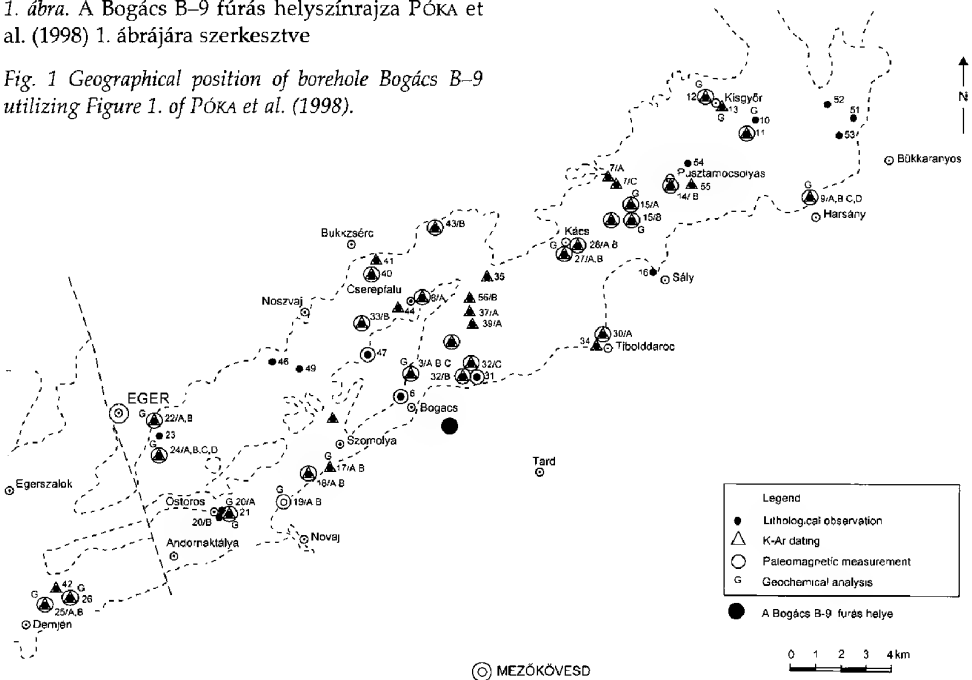 1. ábra. A Bogács B–9 fúrás helyszínrajza PÓKA et
al. (1998) 1. ábrájára szerkesztve
Fig. 1 Geographical position of borehole Bogács B–9
utilizing Figure 1. of PÓKA et al. (1998).
N
G
12
Kisgyőr
13
G
G
10
11
52
51
53
Bükkaranyos
54
Pusztamocsolyas
G
14/B
55
7/A
7/C
G
15/A
15/B
G
G
9/A,B,C,D
Harsány
43/B
Bukkzsérc
41
40
Kács
G
28/A,B
27/A,B
16
Sály
35
Cserepfalu
8/A
44
56/B
37/A
39/A
Noszvaj
33/B
30/A
34
Tibolddaroc
47
46
49
G
3/A B C
32/C
32/B
31
6
Bogacs
EGER
G
22/A,B
23
G
24/A,B,C,D
Szomolya
G
17/A B
18/A B
Tard
Egerszalok
G
19/A B
Ostoros
G 20/A
21
20/B
G
Novaj
Andornaktálya
42
G
26
G
25/A,B
Demjén
MEZŐKÖVESD
Legend
Lithological observation
K-Ar dating
Paleomagnetic measurement
G Geochemical analysis
A Bogács B-9 furás helye
0 1 2 3 4 km